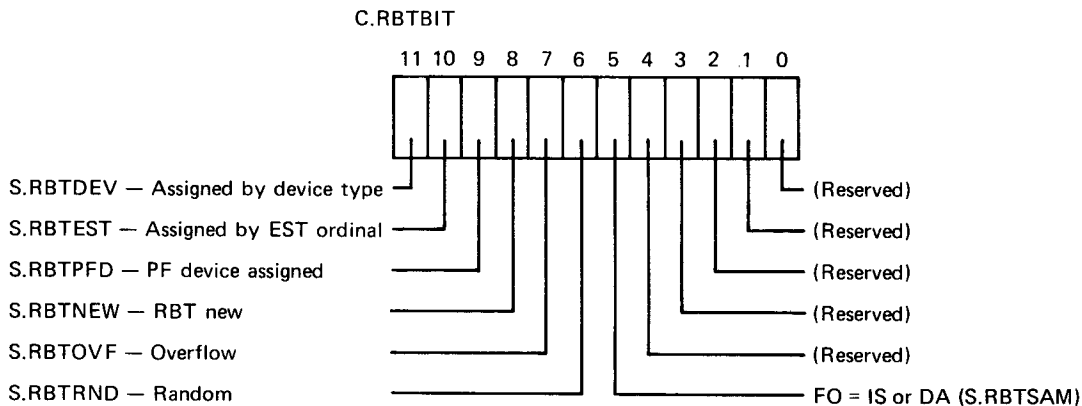 C.RBTBIT
11 10 9 8 7 6 5 4 3 2 1 0
S.RBTDEV — Assigned by device type (Reserved)
S.RBTEST — Assigned by EST ordinal (Reserved)
S.RBTPFD — PF device assigned (Reserved)
S.RBTNEW — RBT new (Reserved)
S.RBTOVF — Overflow (Reserved)
S.RBTRND — Random FO = IS or DA (S.RBTSAM)